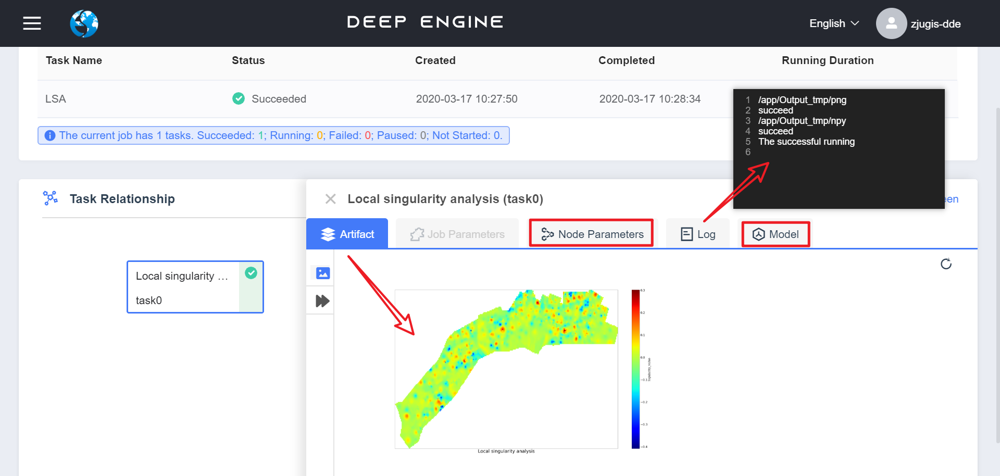 DEEP ENGINE
English
zjugis-dde
Task Name Status Created Completed Running Duration
LSA Succeeded 2020-03-17 10:27:50 2020-03-17 10:28:34
The current job has 1 tasks. Succeeded: 1; Running: 0; Failed: 0; Paused: 0; Not Started: 0.
1 /app/Output_tmp/png
2 succeed
3 /app/Output_tmp/npy
4 succeed
5 The successful running
6
Task Relationship
Local singularity analysis (task0)
een
Artifact Job Parameters Node Parameters Log Model
Local singularity ...
task0
0.3
0.2
0.1
0.0
−0.1
−0.2
−0.3
−0.4
Singularity_value
Local singularity analysis